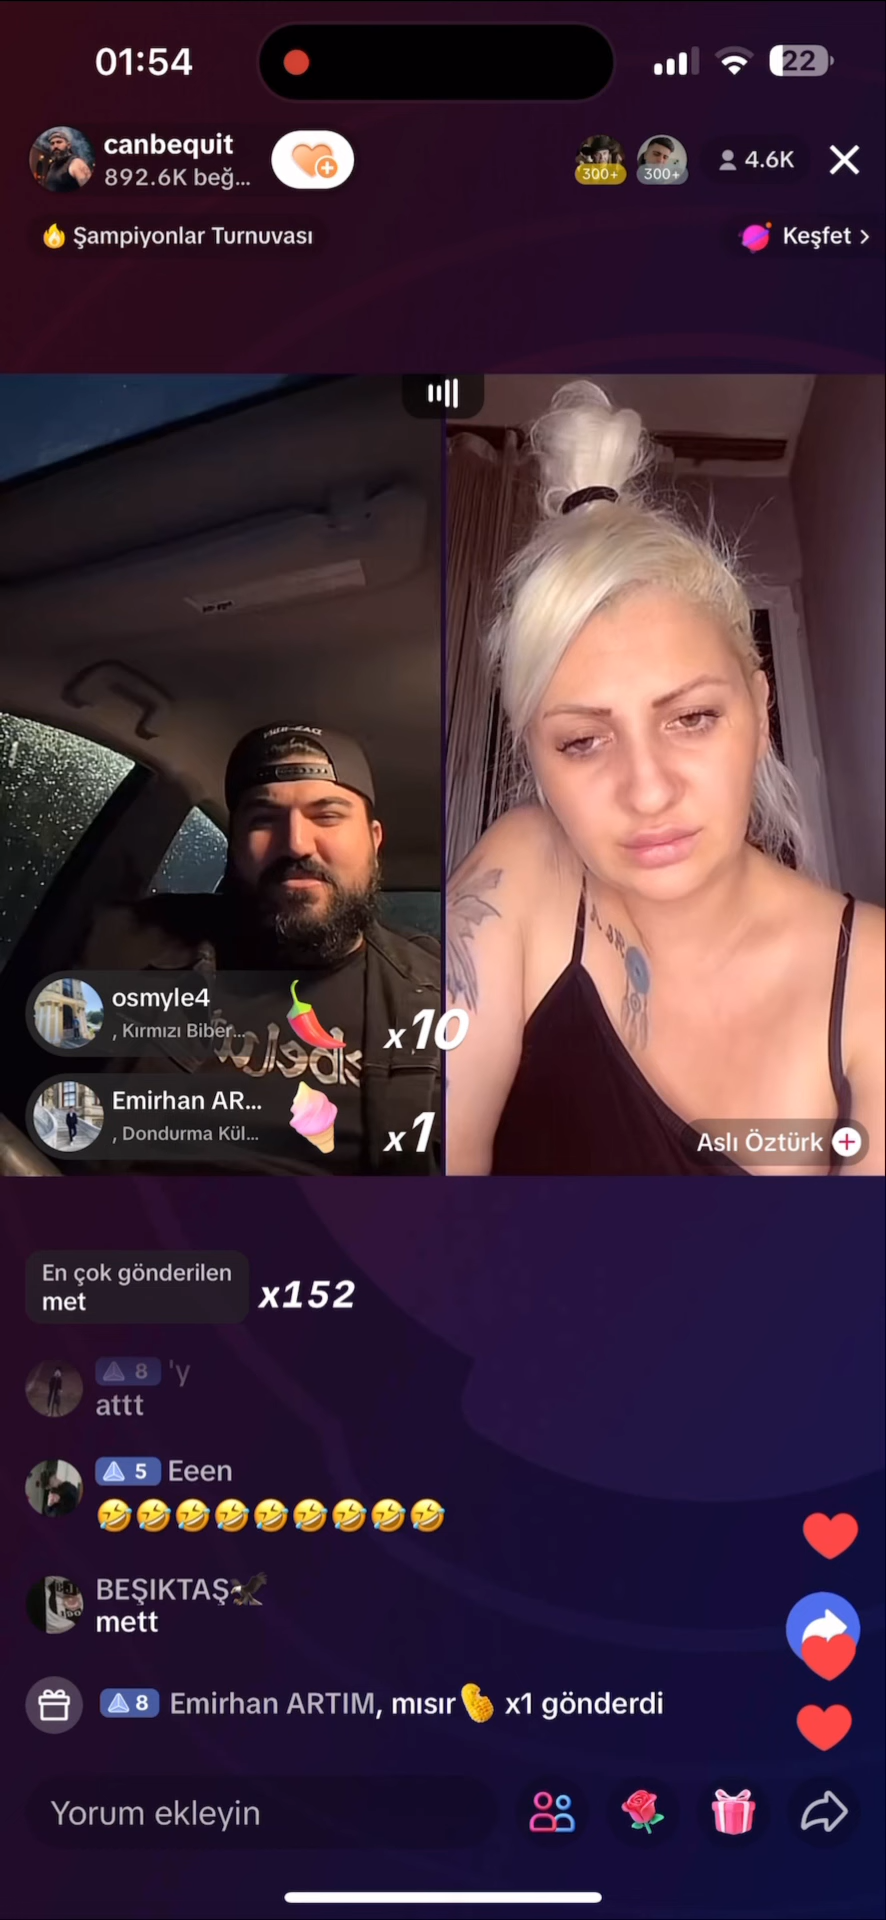 01:54
22
canbequit
892.6K beğ...
300+
300+
4.6K
Şampiyonlar Turnuvası
Keşfet >
osmyle4
, Kırmızı Biber...
x10
Emirhan AR...
, Dondurma Kül...
x1
Aslı Öztürk
En çok gönderilen
met
x152
8 'y
attt
5 Eeen
🤣🤣🤣🤣🤣🤣🤣🤣🤣
BEŞIKTAŞ🦅
mett
8 Emirhan ARTIM, mısır x1 gönderdi
Yorum ekleyin